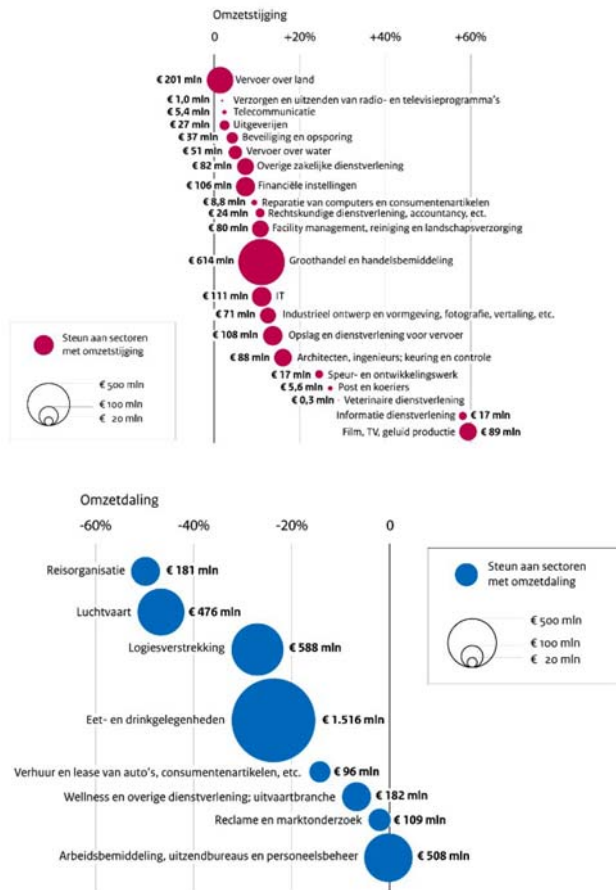 Omzetstijging
0 +20% +40% +60%
€ 201 mln Vervoer over land
€ 1,0 mln Verzorgen en uitzenden van radio- en televisieprogramma's
€ 5,4 mln Telecommunicatie
€ 27 mln Uitgeverijen
€ 37 mln Beveiliging en opsporing
€ 51 mln Vervoer over water
€ 82 mln Overige zakelijke dienstverlening
€ 106 mln Financiële instellingen
€ 8,8 mln Reparatie van computers en consumentenartikelen
€ 24 mln Rechtskundige dienstverlening, accountancy, ect.
€ 80 mln Facility management, reiniging en landschapsverzorging
€ 614 mln Groothandel en handelsbemiddeling
€ 111 mln IT
€ 71 mln Industrieel ontwerp en vormgeving, fotografie, vertaling, etc.
€ 108 mln Opslag en dienstverlening voor vervoer
€ 88 mln Architecten, ingenieurs; keuring en controle
€ 17 mln Speur- en ontwikkelingswerk
€ 5,6 mln Post en koeriers
€ 0,3 mln Veterinaire dienstverlening
Informatie dienstverlening € 17 mln
Film, TV, geluid productie € 89 mln
Steun aan sectoren
met omzetstijging
€ 500 mln
€ 100 mln
€ 20 mln
Omzetdaling
-60% -40% -20% 0
Reisorganisatie € 181 mln
Luchtvaart € 476 mln
Logiesverstrekking € 588 mln
Eet- en drinkgelegenheden € 1.516 mln
Verhuur en lease van auto's, consumentenartikelen, etc. € 96 mln
Wellness en overige dienstverlening; uitvaartbranche € 182 mln
Reclame en marktonderzoek € 109 mln
Arbeidsbemiddeling, uitzendbureaus en personeelsbeheer € 508 mln
Steun aan sectoren
met omzetdaling
€ 500 mln
€ 100 mln
€ 20 mln